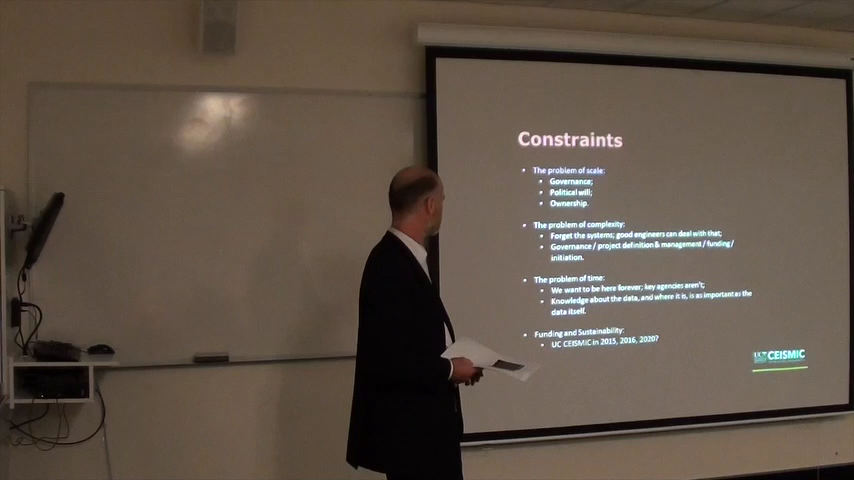 Constraints
• The problem of scale:
• Governance;
• Political will;
• Ownership.
• The problem of complexity:
• Forget the systems; good engineers can deal with that;
• Governance / project definition & management / funding /
initiation.
• The problem of time:
• We want to be here forever; key agencies aren't;
• Knowledge about the data, and where it is, is as important as the
data itself.
• Funding and Sustainability:
• UC CEISMIC in 2015, 2016, 2020?
UC CEISMIC